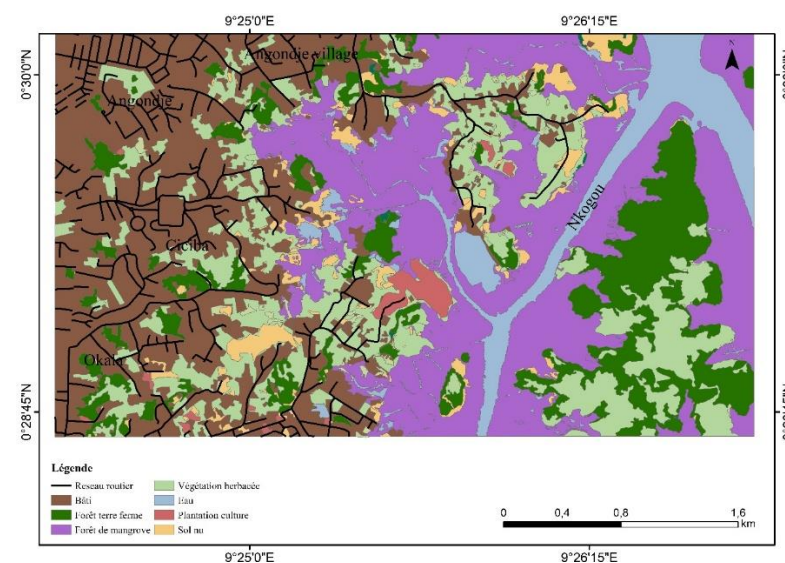 9°25'0"E 9°26'15"E
0°30'0"N
Angondje village
N
Angondje
Nkogou
Ciciba
Okala
0°28'45"N
Légende
Reseau routier
Bâti
Forêt terre ferme
Forêt de mangrove
Végétation herbacée
Eau
Plantation culture
Sol nu
0 0,4 0,8 1,6
km
9°25'0"E 9°26'15"E